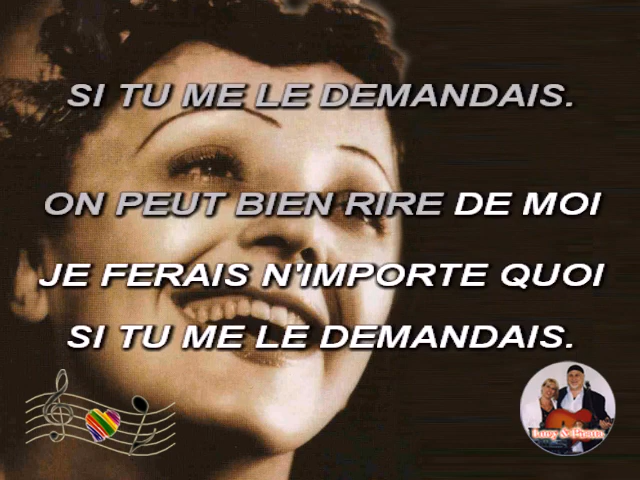 SI TU ME LE DEMANDAIS.
ON PEUT BIEN RIRE DE MOI
JE FERAIS N'IMPORTE QUOI
SI TU ME LE DEMANDAIS.